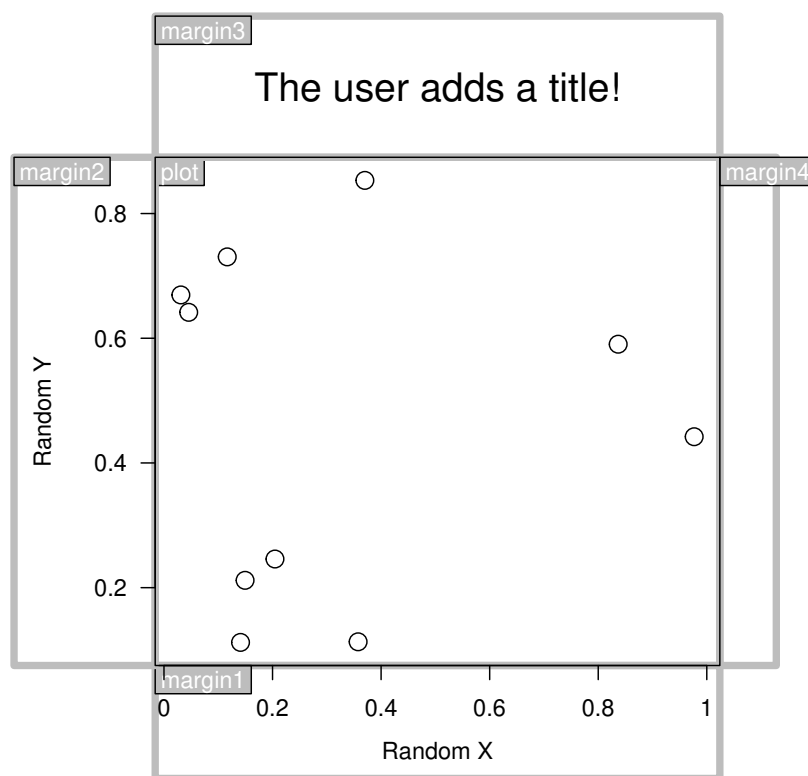 margin3
The user adds a title!
margin2
plot
margin4
0.8
0.6
Random Y
0.4
0.2
margin1
0 0.2 0.4 0.6 0.8 1
Random X